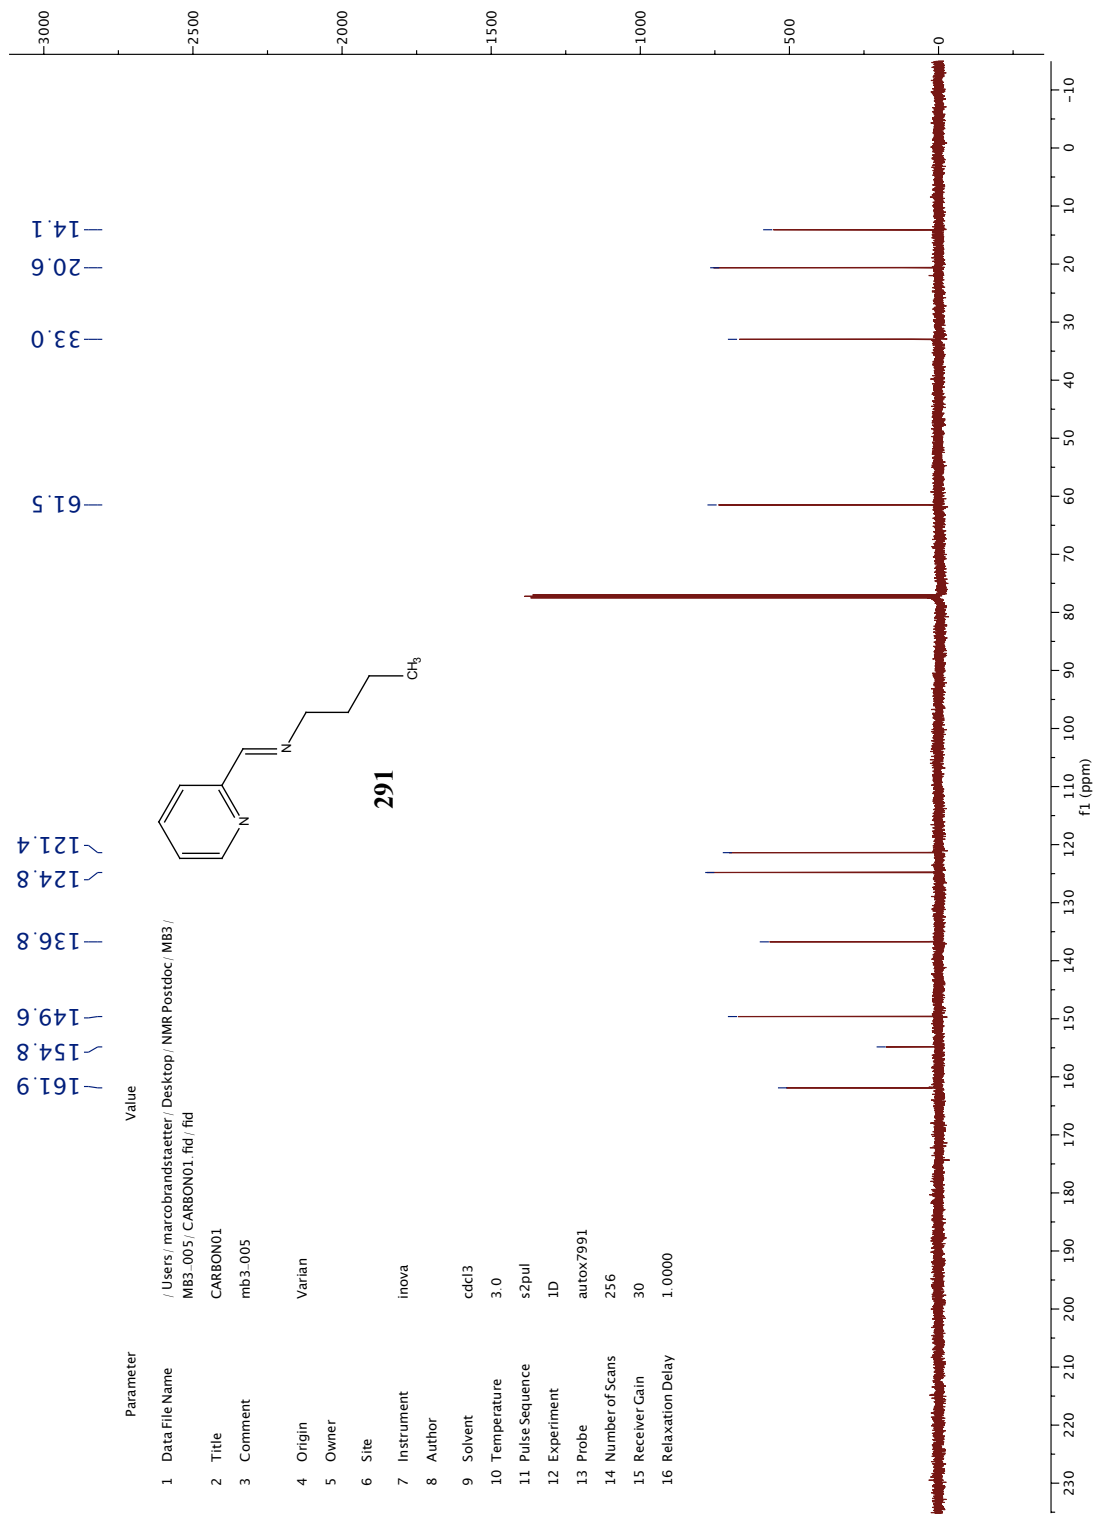 Parameter Value
1 Data File Name / Users / marcobrandstaetter / Desktop / NMR Postdoc / MB3 /
MB3_005 / CARBON01.fid / fid
2 Title CARBON01
3 Comment mb3_005
4 Origin Varian
5 Owner
6 Site
7 Instrument inova
8 Author
9 Solvent cdcl3
10 Temperature 3.0
11 Pulse Sequence s2pul
12 Experiment 1D
13 Probe autox7991
14 Number of Scans 256
15 Receiver Gain 30
16 Relaxation Delay 1.0000
161.9
154.8
149.6
136.8
124.8
121.4
61.5
33.0
20.6
14.1
N
N
CH3
291
3000
2500
2000
1500
1000
500
0
230 220 210 200 190 180 170 160 150 140 130 120 110 100 90 80 70 60 50 40 30 20 10 0 -10
f1 (ppm)